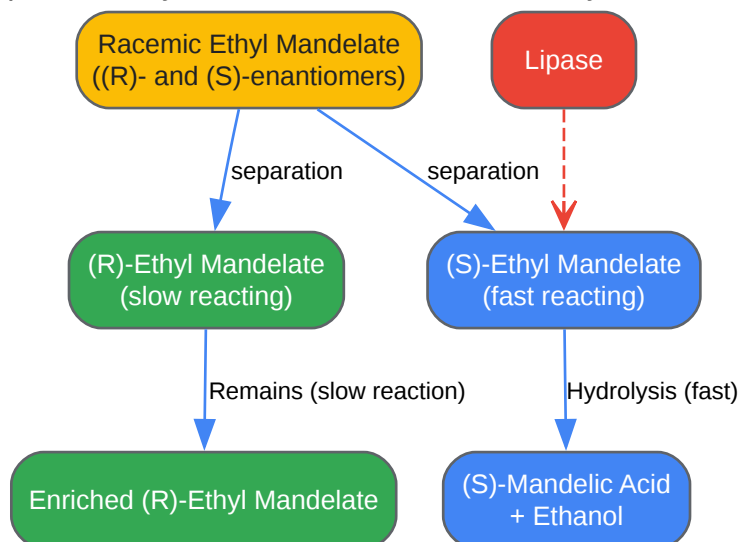 Racemic Ethyl Mandelate
((R)- and (S)-enantiomers)
Lipase
separation
separation
(R)-Ethyl Mandelate
(slow reacting)
(S)-Ethyl Mandelate
(fast reacting)
Remains (slow reaction)
Hydrolysis (fast)
Enriched (R)-Ethyl Mandelate
(S)-Mandelic Acid
+ Ethanol